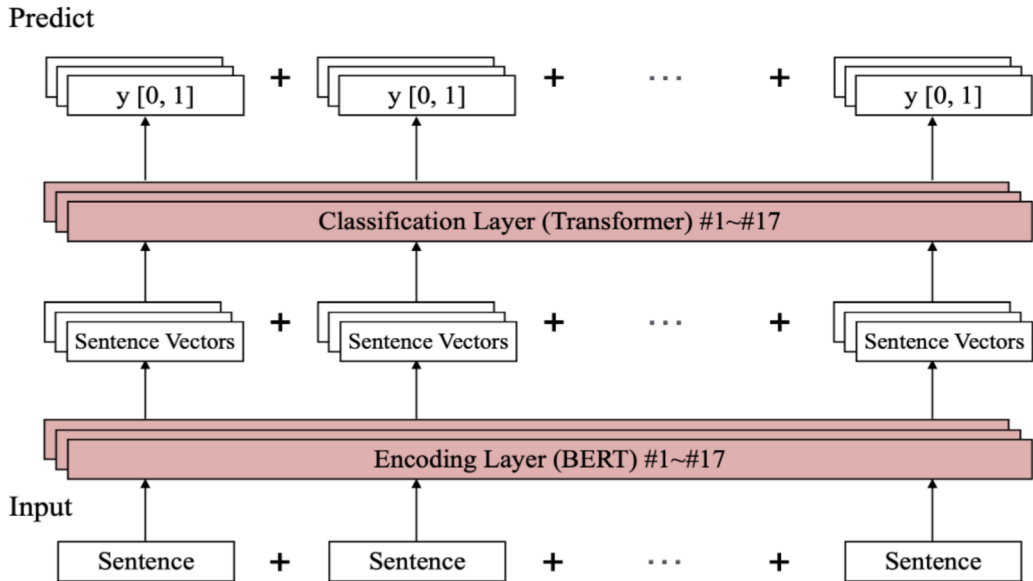 Predict
y [0, 1] + y [0, 1] + ... + y [0, 1]
Classification Layer (Transformer) #1~#17
Sentence Vectors + Sentence Vectors + ... + Sentence Vectors
Encoding Layer (BERT) #1~#17
Input
Sentence + Sentence + ... + Sentence